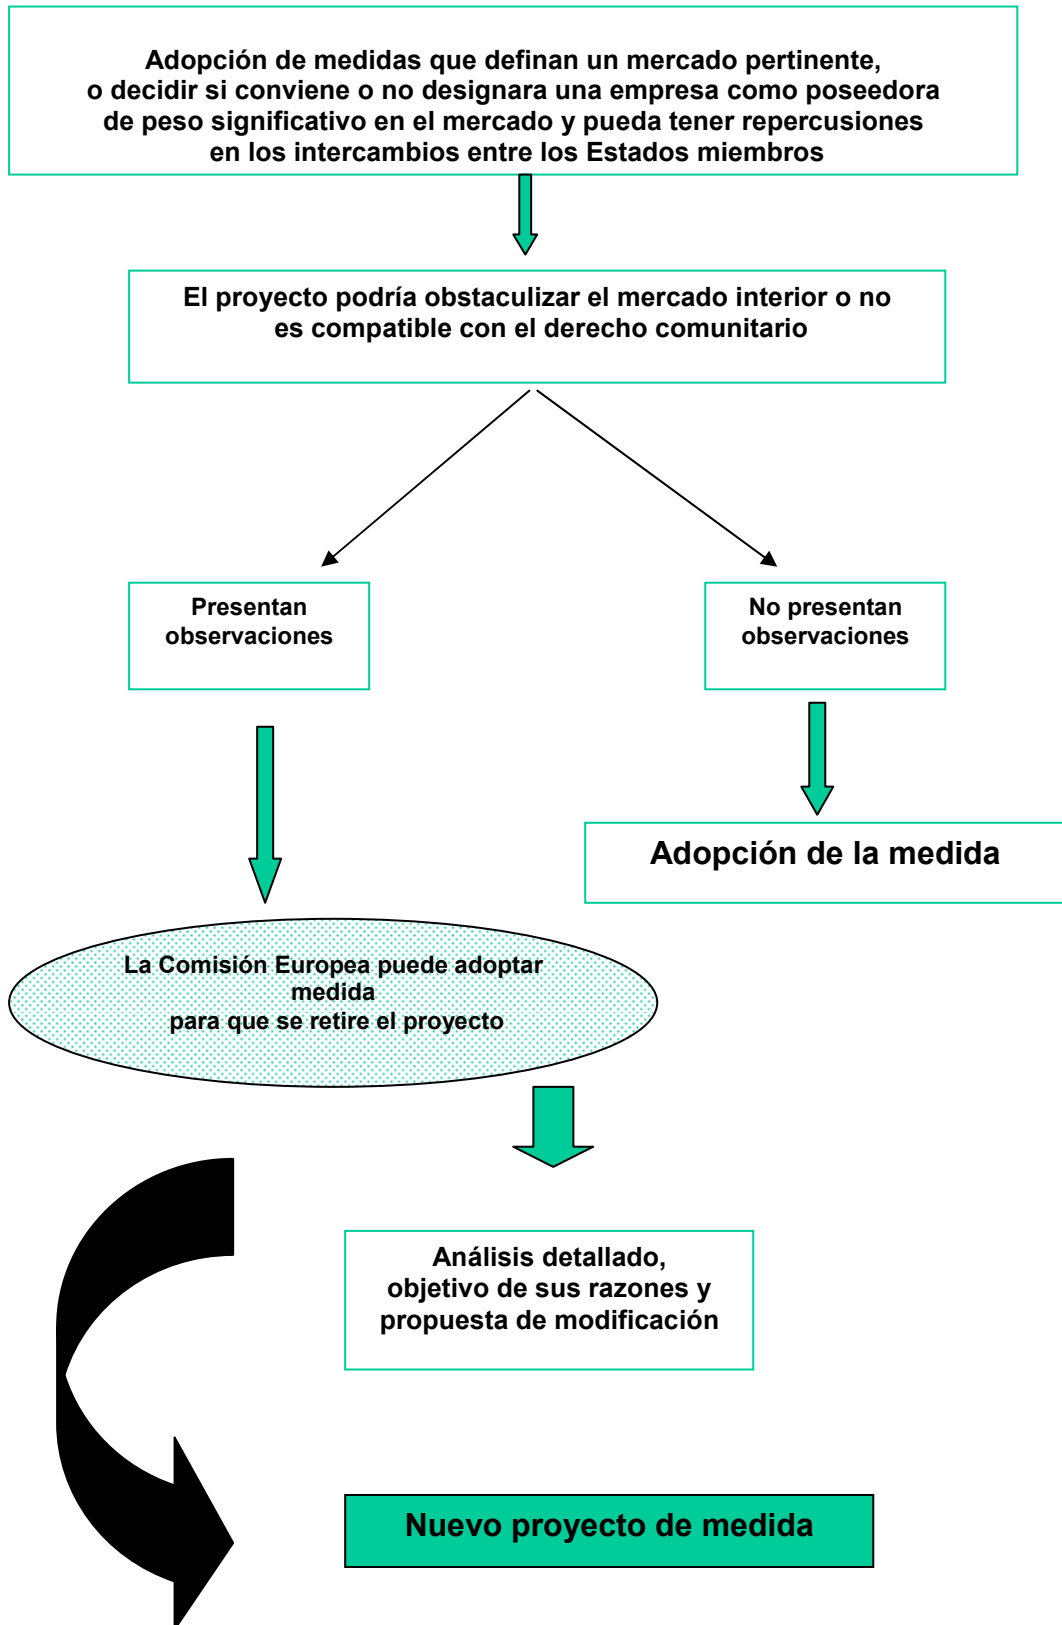 Adopción de medidas que definan un mercado pertinente,
o decidir si conviene o no designara una empresa como poseedora
de peso significativo en el mercado y pueda tener repercusiones
en los intercambios entre los Estados miembros
El proyecto podría obstaculizar el mercado interior o no
es compatible con el derecho comunitario
Presentan
observaciones
No presentan
observaciones
Adopción de la medida
La Comisión Europea puede adoptar
medida
para que se retire el proyecto
Análisis detallado,
objetivo de sus razones y
propuesta de modificación
Nuevo proyecto de medida